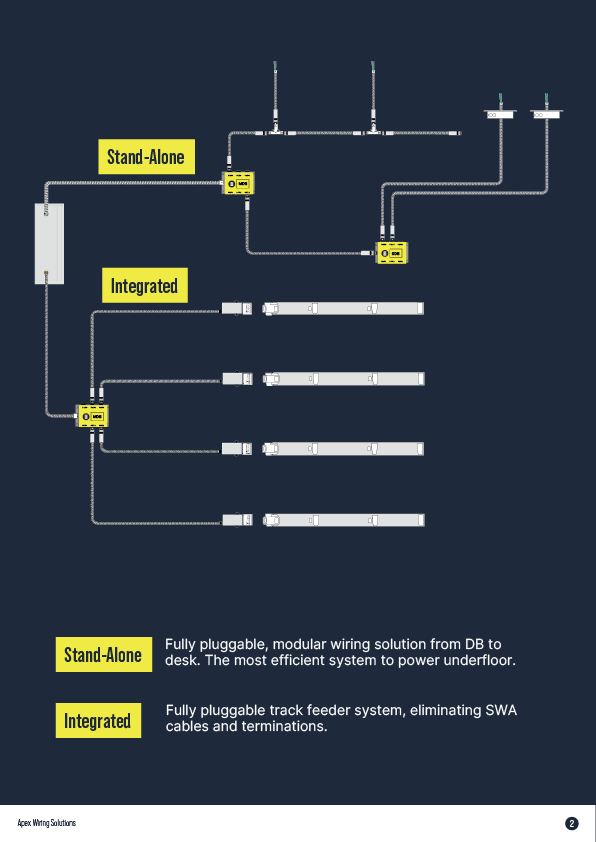 Stand-Alone
MDB
MDB
Integrated
MDB
Stand-Alone
Fully pluggable, modular wiring solution from DB to
desk. The most efficient system to power underfloor.
Integrated
Fully pluggable track feeder system, eliminating SWA
cables and terminations.
Apex Wiring Solutions
2